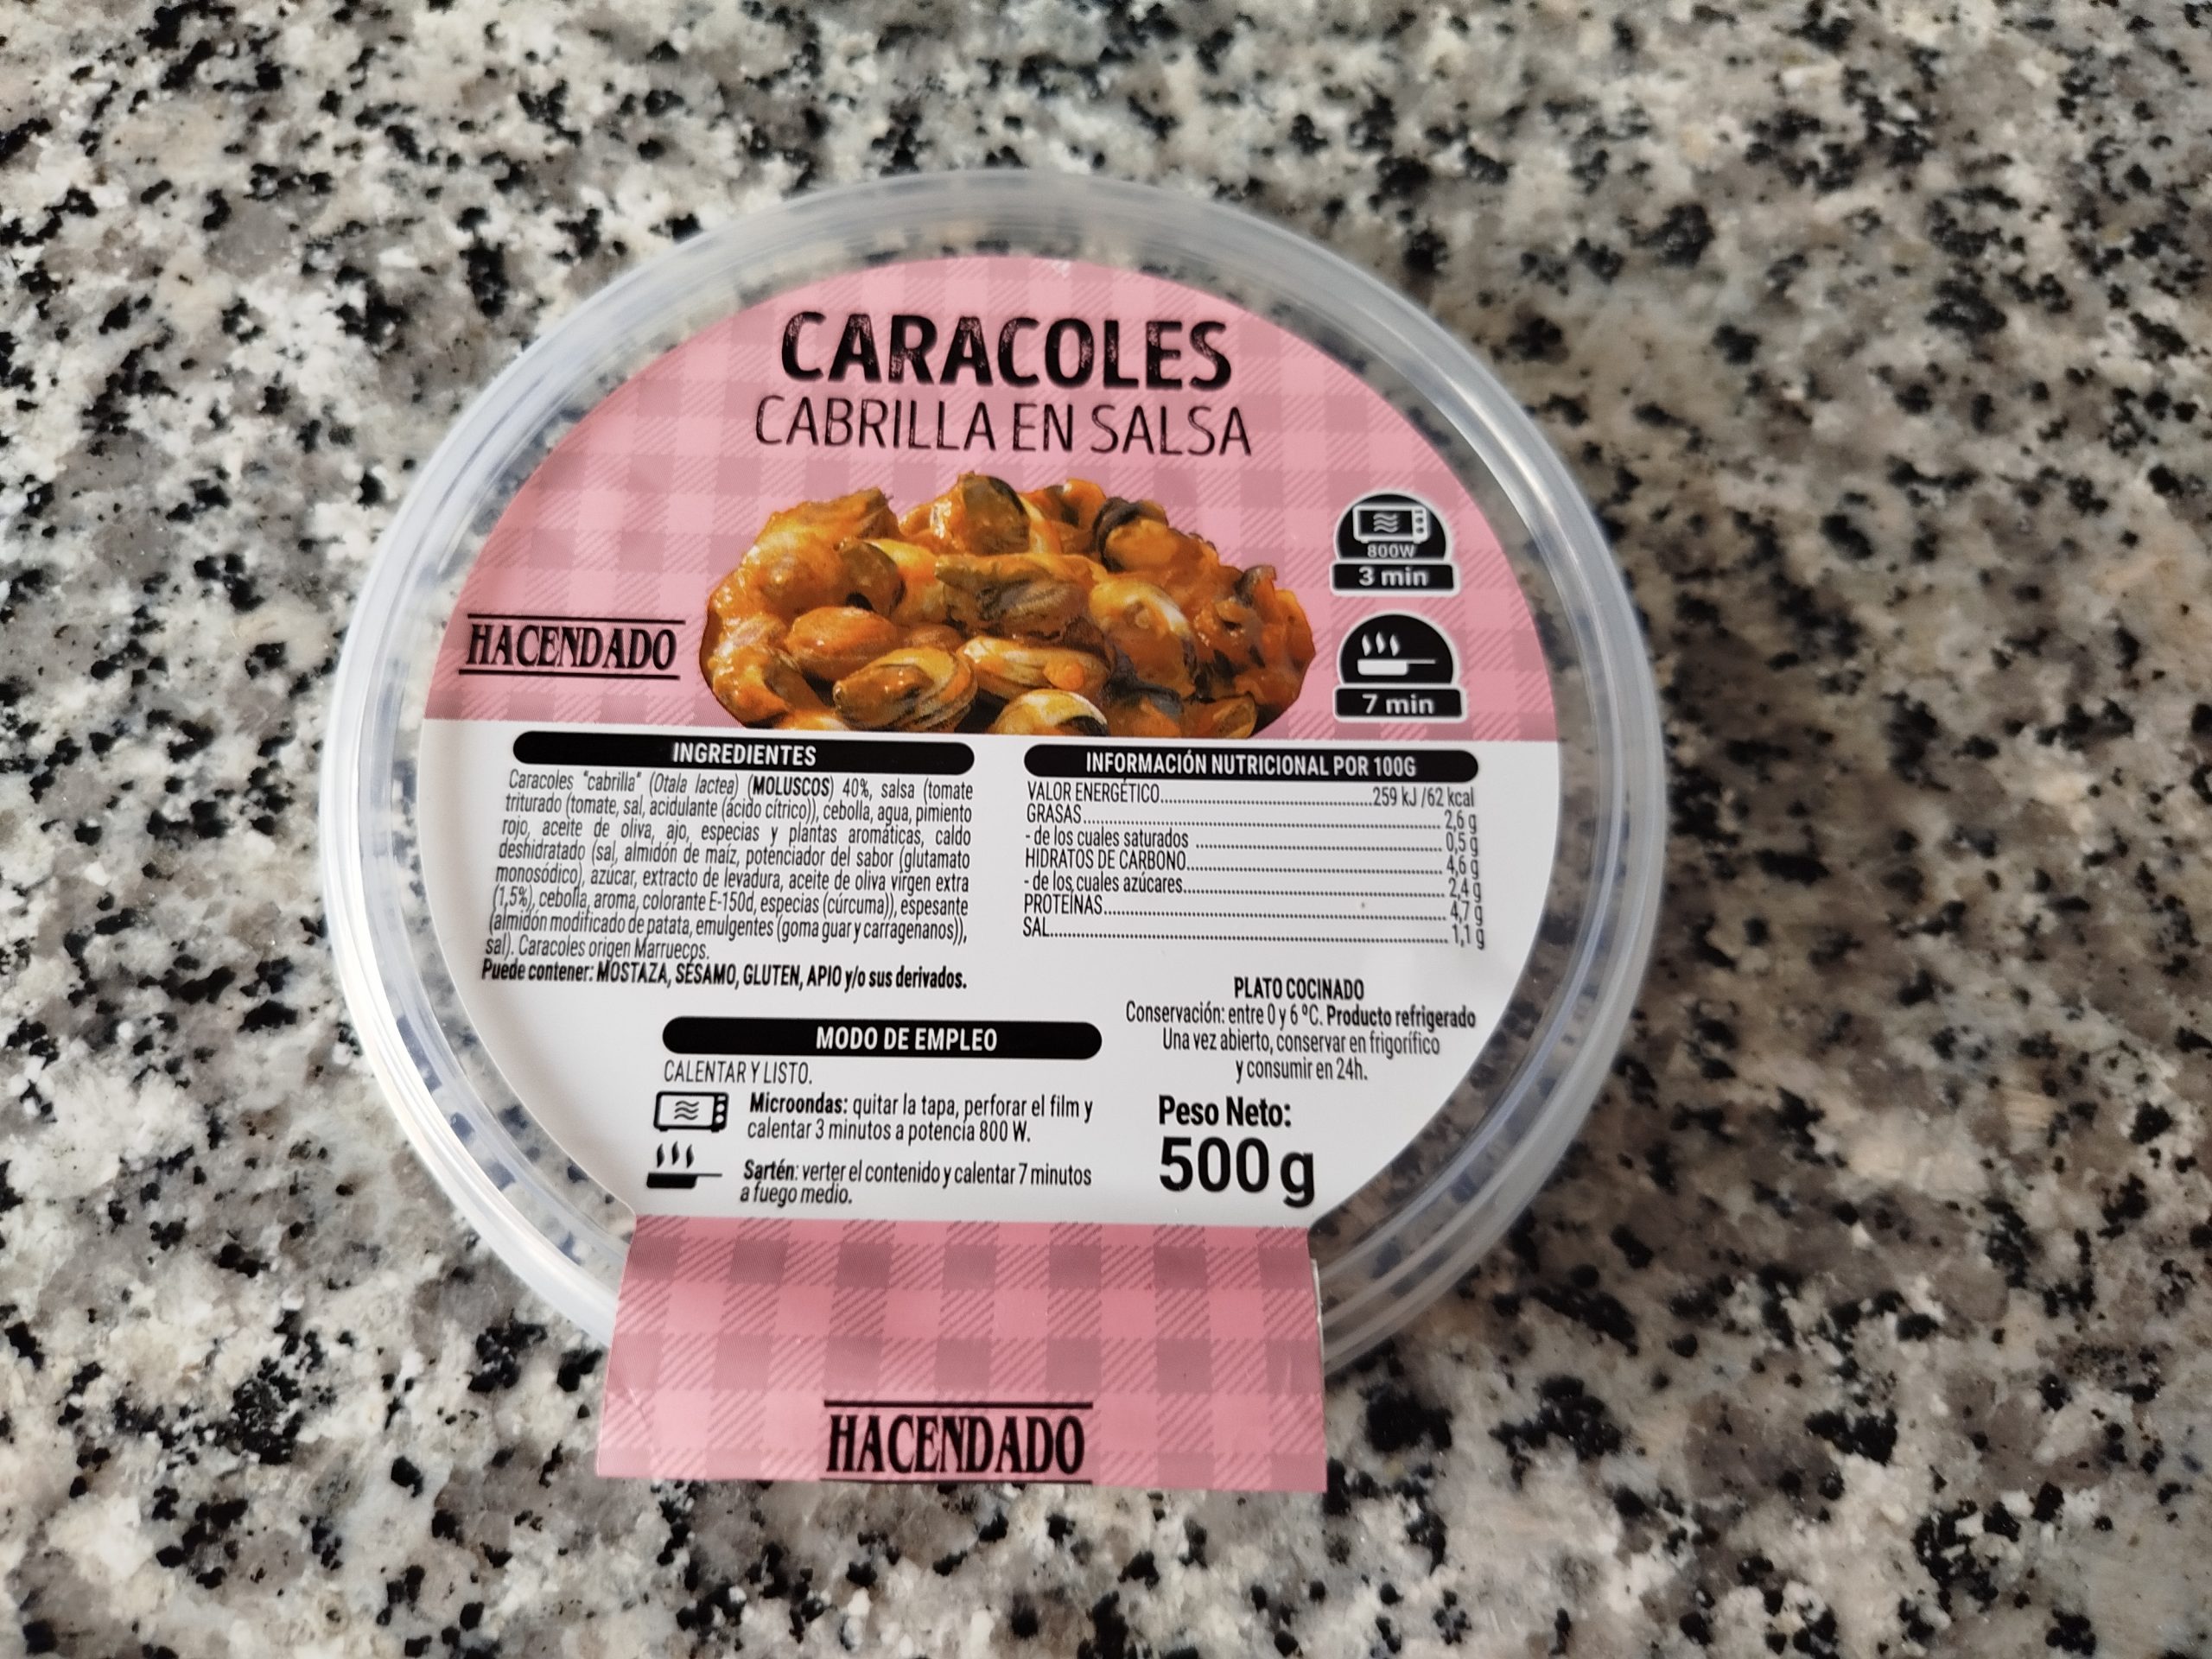 CARACOLES
CABRILLA EN SALSA
800W
3 min
HACENDADO
7 min
INGREDIENTES
Caracoles "cabrilla" (Otala lactea) (MOLUSCOS) 40%, salsa (tomate
triturado (tomate, sal, acidulante (ácido cítrico)), cebolla, agua, pimiento
rojo, aceite de oliva, ajo, especias y plantas aromáticas, caldo
deshidratado (sal, almidón de maíz, potenciador del sabor (glutamato
monosódico), azúcar, extracto de levadura, aceite de oliva virgen extra
(1,5%), cebolla, aroma, colorante E-150d, especias (cúrcuma)), espesante
(almidón modificado de patata, emulgentes (goma guar y carragenanos)),
sal). Caracoles origen Marruecos.
Puede contener: MOSTAZA, SÉSAMO, GLUTEN, APIO y/o sus derivados.
INFORMACIÓN NUTRICIONAL POR 100G
VALOR ENERGÉTICO 259 kJ /62 kcal
GRASAS 2,6 g
- de los cuales saturados 0,5 g
HIDRATOS DE CARBONO 4,6 g
- de los cuales azúcares 2,4 g
PROTEÍNAS 4,7 g
SAL 1,1 g
PLATO COCINADO
Conservación: entre 0 y 6 ºC. Producto refrigerado
Una vez abierto, conservar en frigorífico
y consumir en 24h.
MODO DE EMPLEO
CALENTAR Y LISTO.
Microondas: quitar la tapa, perforar el film y
calentar 3 minutos a potencia 800 W.
Sartén: verter el contenido y calentar 7 minutos
a fuego medio.
Peso Neto:
500 g
HACENDADO